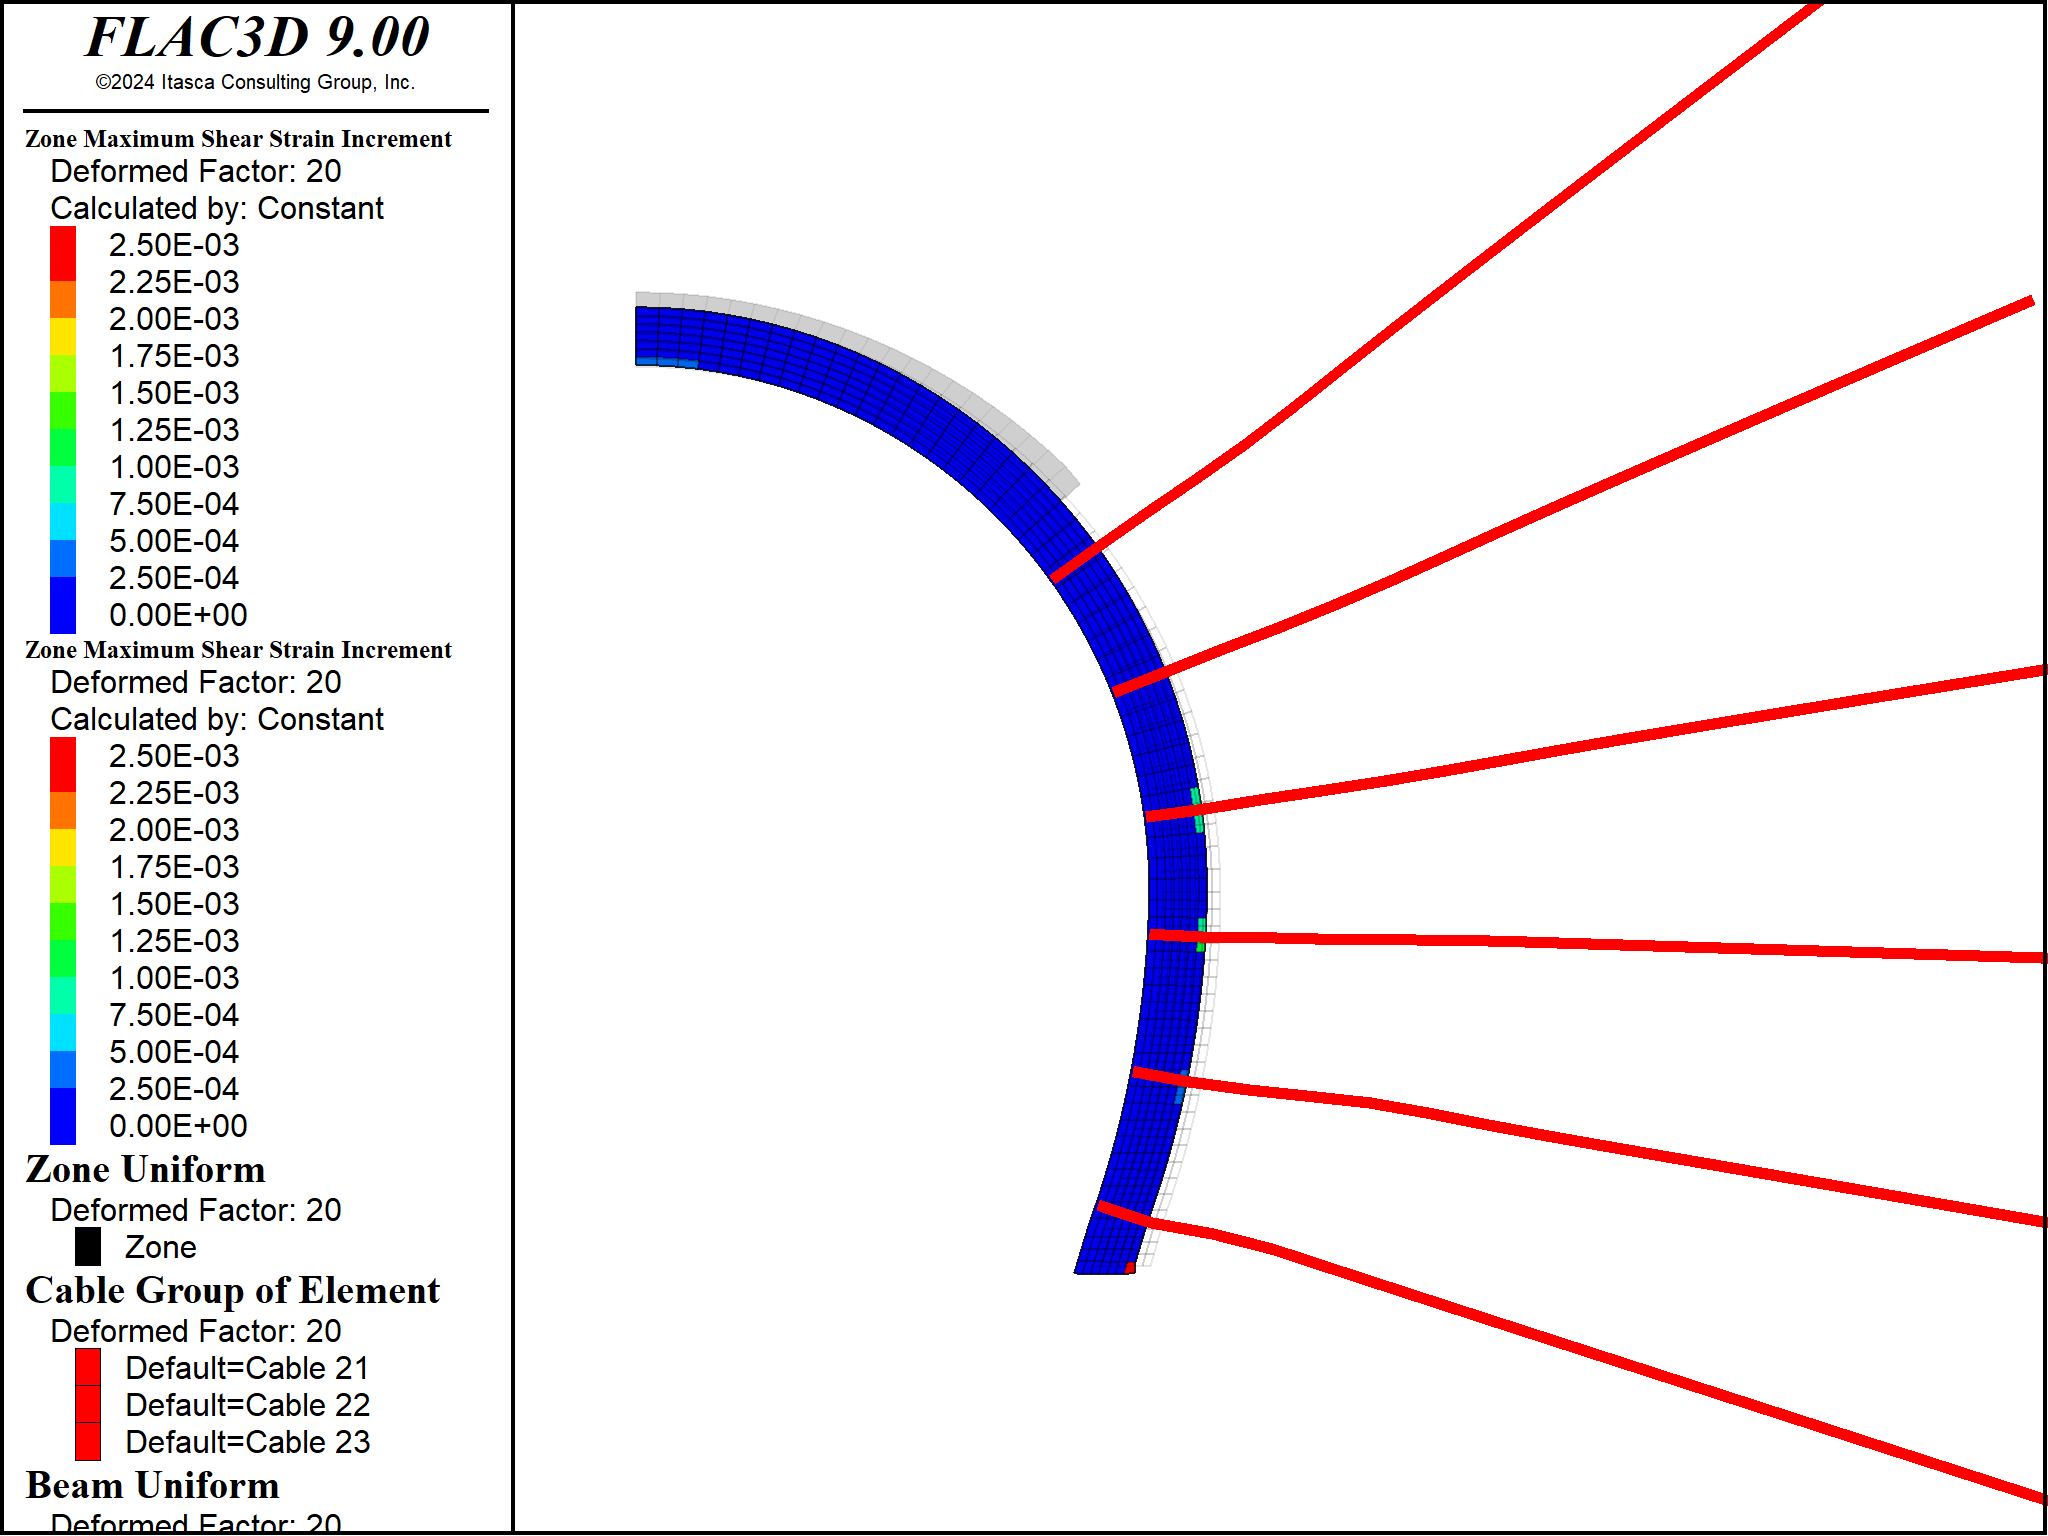 FLAC3D 9.00
©2024 Itasca Consulting Group, Inc.
Zone Maximum Shear Strain Increment
Deformed Factor: 20
Calculated by: Constant
2.50E-03
2.25E-03
2.00E-03
1.75E-03
1.50E-03
1.25E-03
1.00E-03
7.50E-04
5.00E-04
2.50E-04
0.00E+00
Zone Maximum Shear Strain Increment
Deformed Factor: 20
Calculated by: Constant
2.50E-03
2.25E-03
2.00E-03
1.75E-03
1.50E-03
1.25E-03
1.00E-03
7.50E-04
5.00E-04
2.50E-04
0.00E+00
Zone Uniform
Deformed Factor: 20
Zone
Cable Group of Element
Deformed Factor: 20
Default=Cable 21
Default=Cable 22
Default=Cable 23
Beam Uniform
Deformed Factor: 20